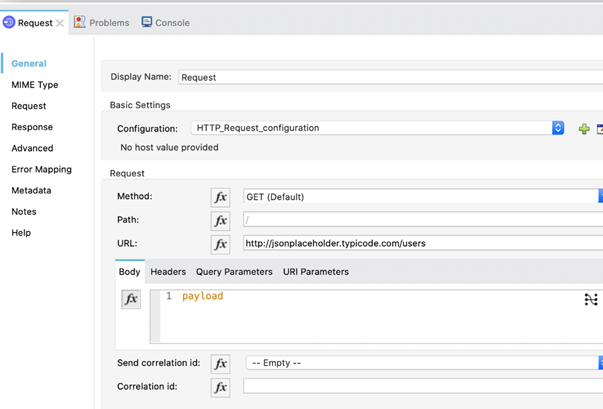 Request Problems Console
General
MIME Type
Request
Response
Advanced
Error Mapping
Metadata
Notes
Help
Display Name: Request
Basic Settings
Configuration: HTTP_Request_configuration
No host value provided
Request
Method: fx GET (Default)
Path: fx /
URL: fx http://jsonplaceholder.typicode.com/users
Body Headers Query Parameters URI Parameters
fx 1 payload
Send correlation id: fx -- Empty --
Correlation id: fx